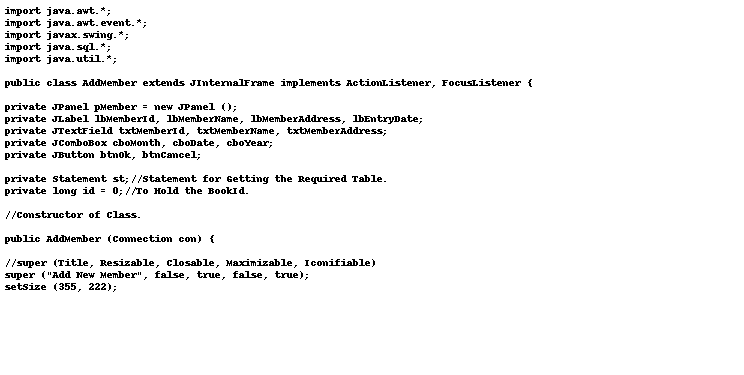 import java.awt.*;
import java.awt.event.*;
import javax.swing.*;
import java.sql.*;
import java.util.*;
public class AddMember extends JInternalFrame implements ActionListener, FocusListener {
private JPanel pMember = new JPanel ();
private JLabel lbMemberId, lbMemberName, lbMemberAddress, lbEntryDate;
private JTextField txtMemberId, txtMemberName, txtMemberAddress;
private JComboBox cboMonth, cboDate, cboYear;
private JButton btnOk, btnCancel;
private Statement st;//Statement for Getting the Required Table.
private long id = 0;//To Hold the BookId.
//Constructor of Class.
public AddMember (Connection con) {
//super (Title, Resizable, Closable, Maximizable, Iconifiable)
super ("Add New Member", false, true, false, true);
setSize (355, 222);